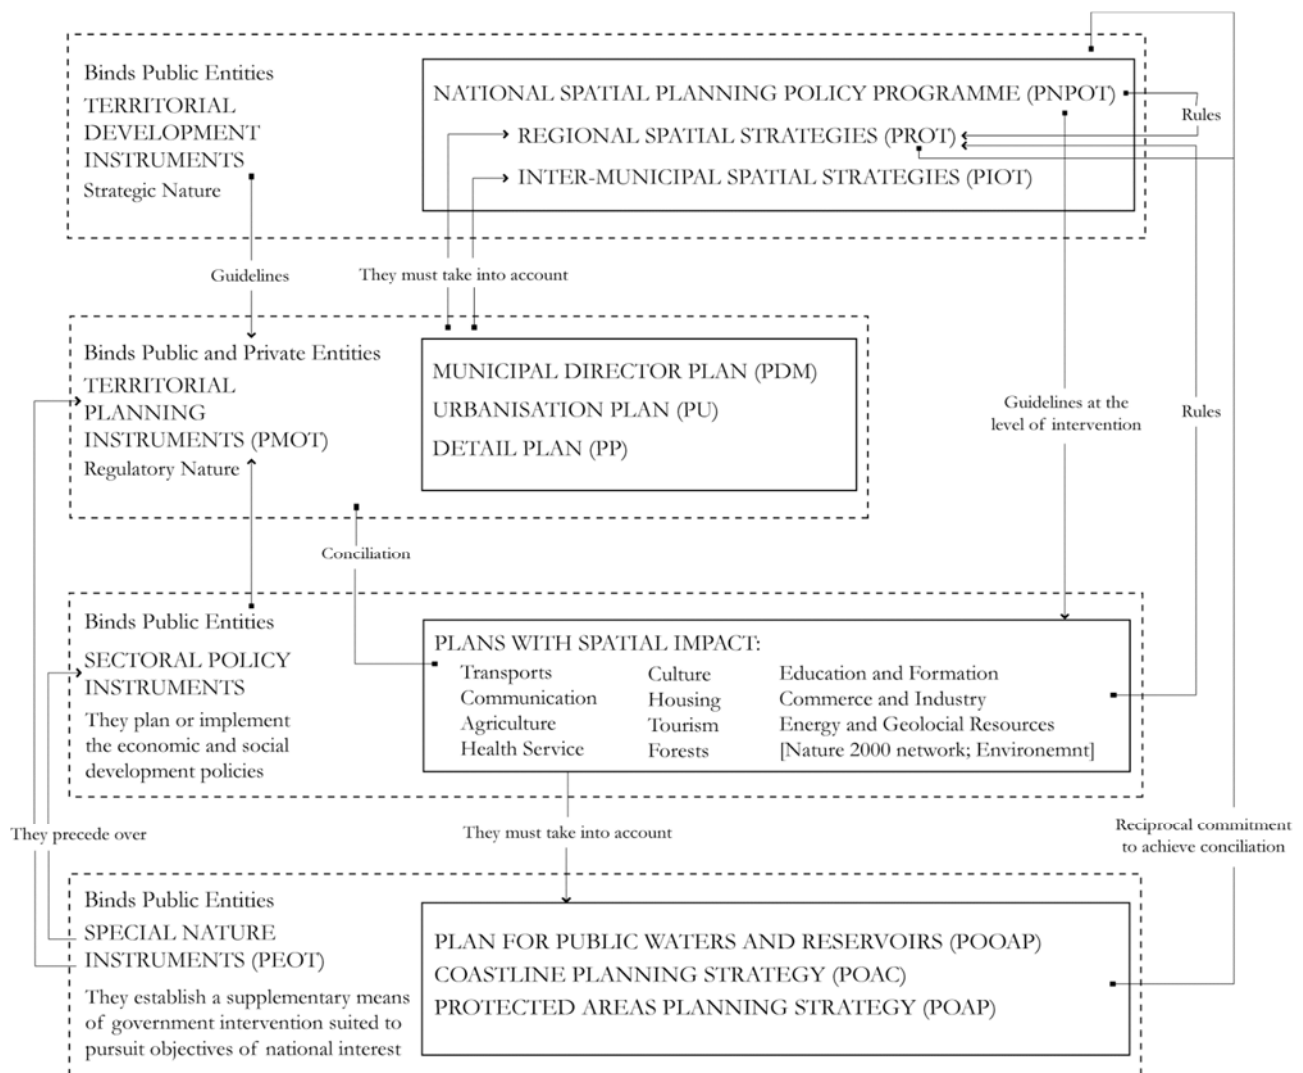 Binds Public Entities
TERRITORIAL
DEVELOPMENT
INSTRUMENTS
Strategic Nature
NATIONAL SPATIAL PLANNING POLICY PROGRAMME (PNPOT)
REGIONAL SPATIAL STRATEGIES (PROT)
INTER-MUNICIPAL SPATIAL STRATEGIES (PIOT)
Rules
Guidelines
They must take into account
Binds Public and Private Entities
TERRITORIAL
PLANNING
INSTRUMENTS (PMOT)
Regulatory Nature
MUNICIPAL DIRECTOR PLAN (PDM)
URBANISATION PLAN (PU)
DETAIL PLAN (PP)
Guidelines at the
level of intervention
Rules
Conciliation
Binds Public Entities
SECTORAL POLICY
INSTRUMENTS
They plan or implement
the economic and social
development policies
PLANS WITH SPATIAL IMPACT:
Transports Culture Education and Formation
Communication Housing Commerce and Industry
Agriculture Tourism Energy and Geolocial Resources
Health Service Forests [Nature 2000 network; Environemnt]
They precede over
They must take into account
Reciprocal commitment
to achieve conciliation
Binds Public Entities
SPECIAL NATURE
INSTRUMENTS (PEOT)
They establish a supplementary means
of government intervention suited to
pursuit objectives of national interest
PLAN FOR PUBLIC WATERS AND RESERVOIRS (POOAP)
COASTLINE PLANNING STRATEGY (POAC)
PROTECTED AREAS PLANNING STRATEGY (POAP)